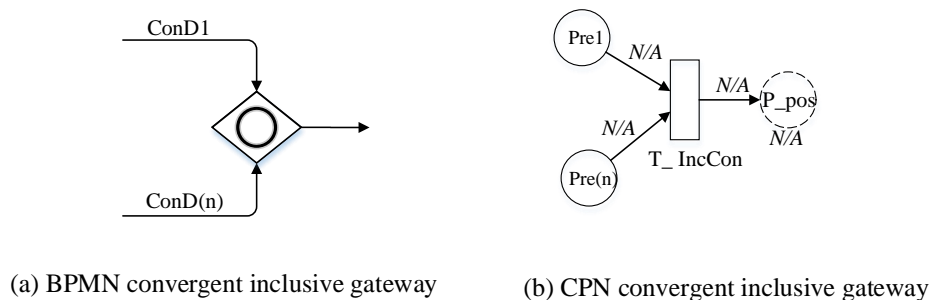 ConD1
ConD(n)
(a) BPMN convergent inclusive gateway
Pre1
N/A
N/A
P_pos
N/A
N/A
Pre(n)
T_ IncCon
(b) CPN convergent inclusive gateway